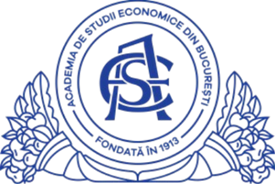 ACADEMIA DE STUDII ECONOMICE DIN BUCUREȘTI
ASE
FONDATĂ ÎN 1913